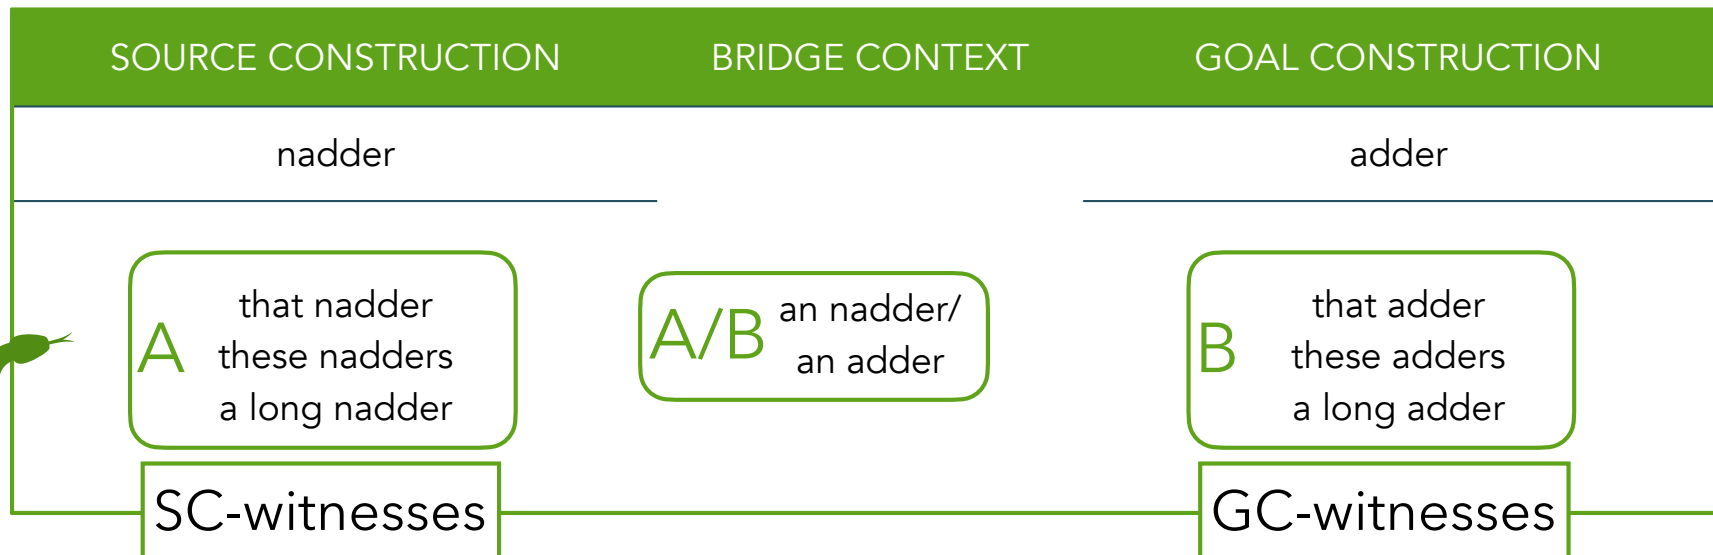 SOURCE CONSTRUCTION
BRIDGE CONTEXT
GOAL CONSTRUCTION
nadder
adder
A
that nadder
these nadders
a long nadder
A/B
an nadder/
an adder
B
that adder
these adders
a long adder
SC-witnesses
GC-witnesses